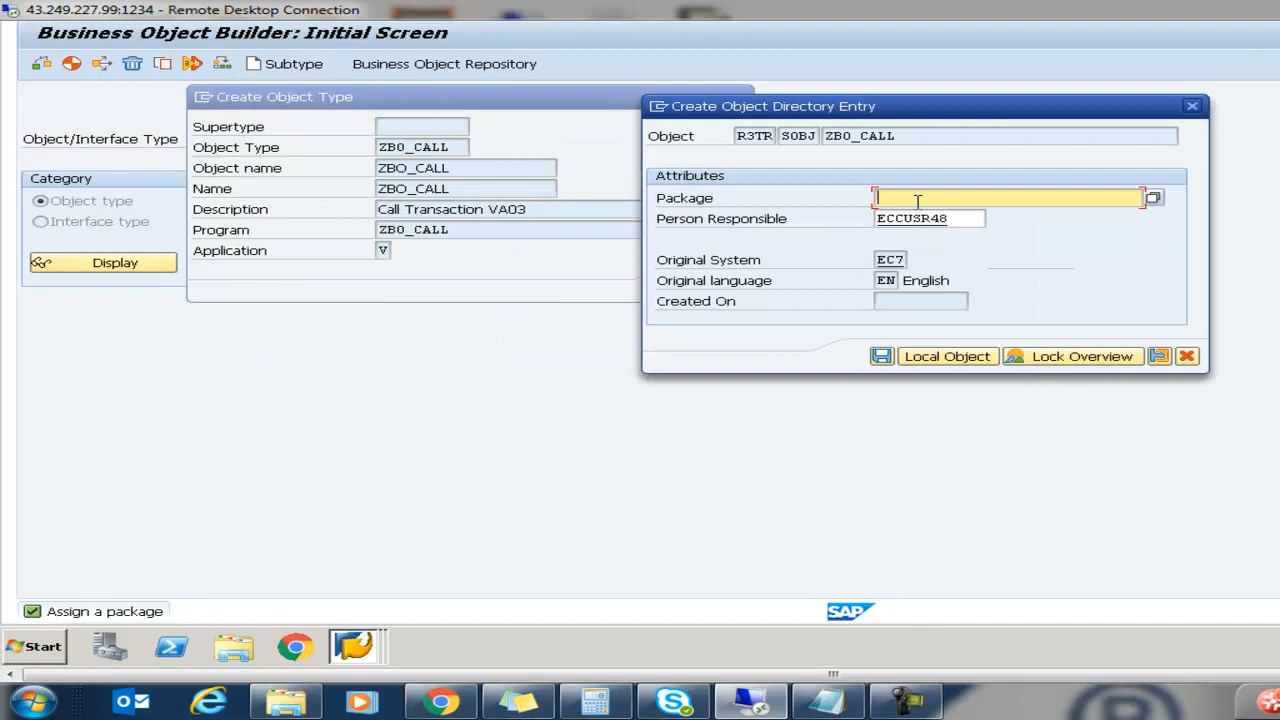 43.249.227.99:1234 - Remote Desktop Connection
Business Object Builder: Initial Screen
Subtype Business Object Repository
Create Object Type
Create Object Directory Entry
Supertype
Object R3TR SOBJ ZBO_CALL
Object/Interface Type
Object Type ZBO_CALL
Object name ZBO_CALL
Category
Attributes
Name ZBO_CALL
Package
Object type
Description Call Transaction VA03
Person Responsible ECCUSR48
Interface type
Program ZBO_CALL
Application V
Display
Original System EC7
Original language EN English
Created On
Local Object Lock Overview
Assign a package
SAP
Start